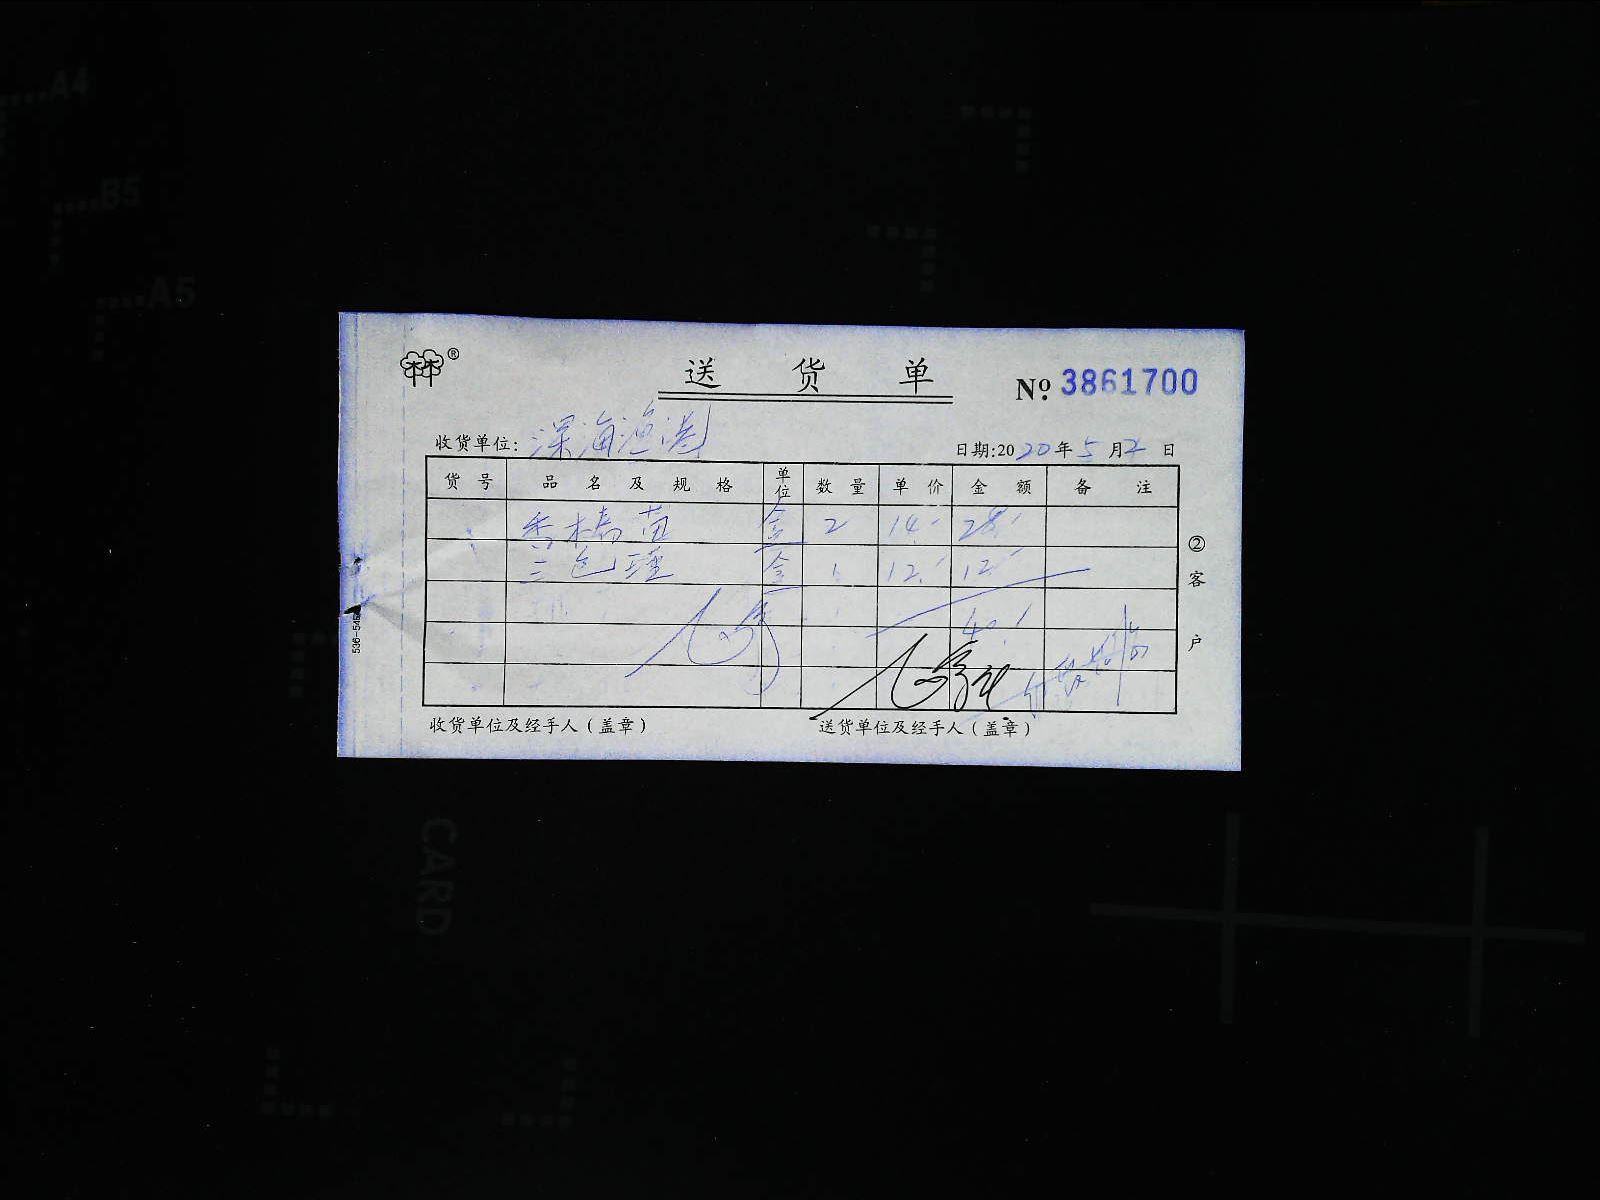 A4
B5
A5
®
送 货 单
№ 3861700
收货单位: 深海渔港
日期:2020年5月2日
货号 品名及规格 单位 数量 单价 金额 备注
香橘苗 盒 2 14.- 28.-
三色堇 盒 1 12.- 12.-
40.-
②客户
536-545
收货单位及经手人(盖章) 送货单位及经手人(盖章)
CARD